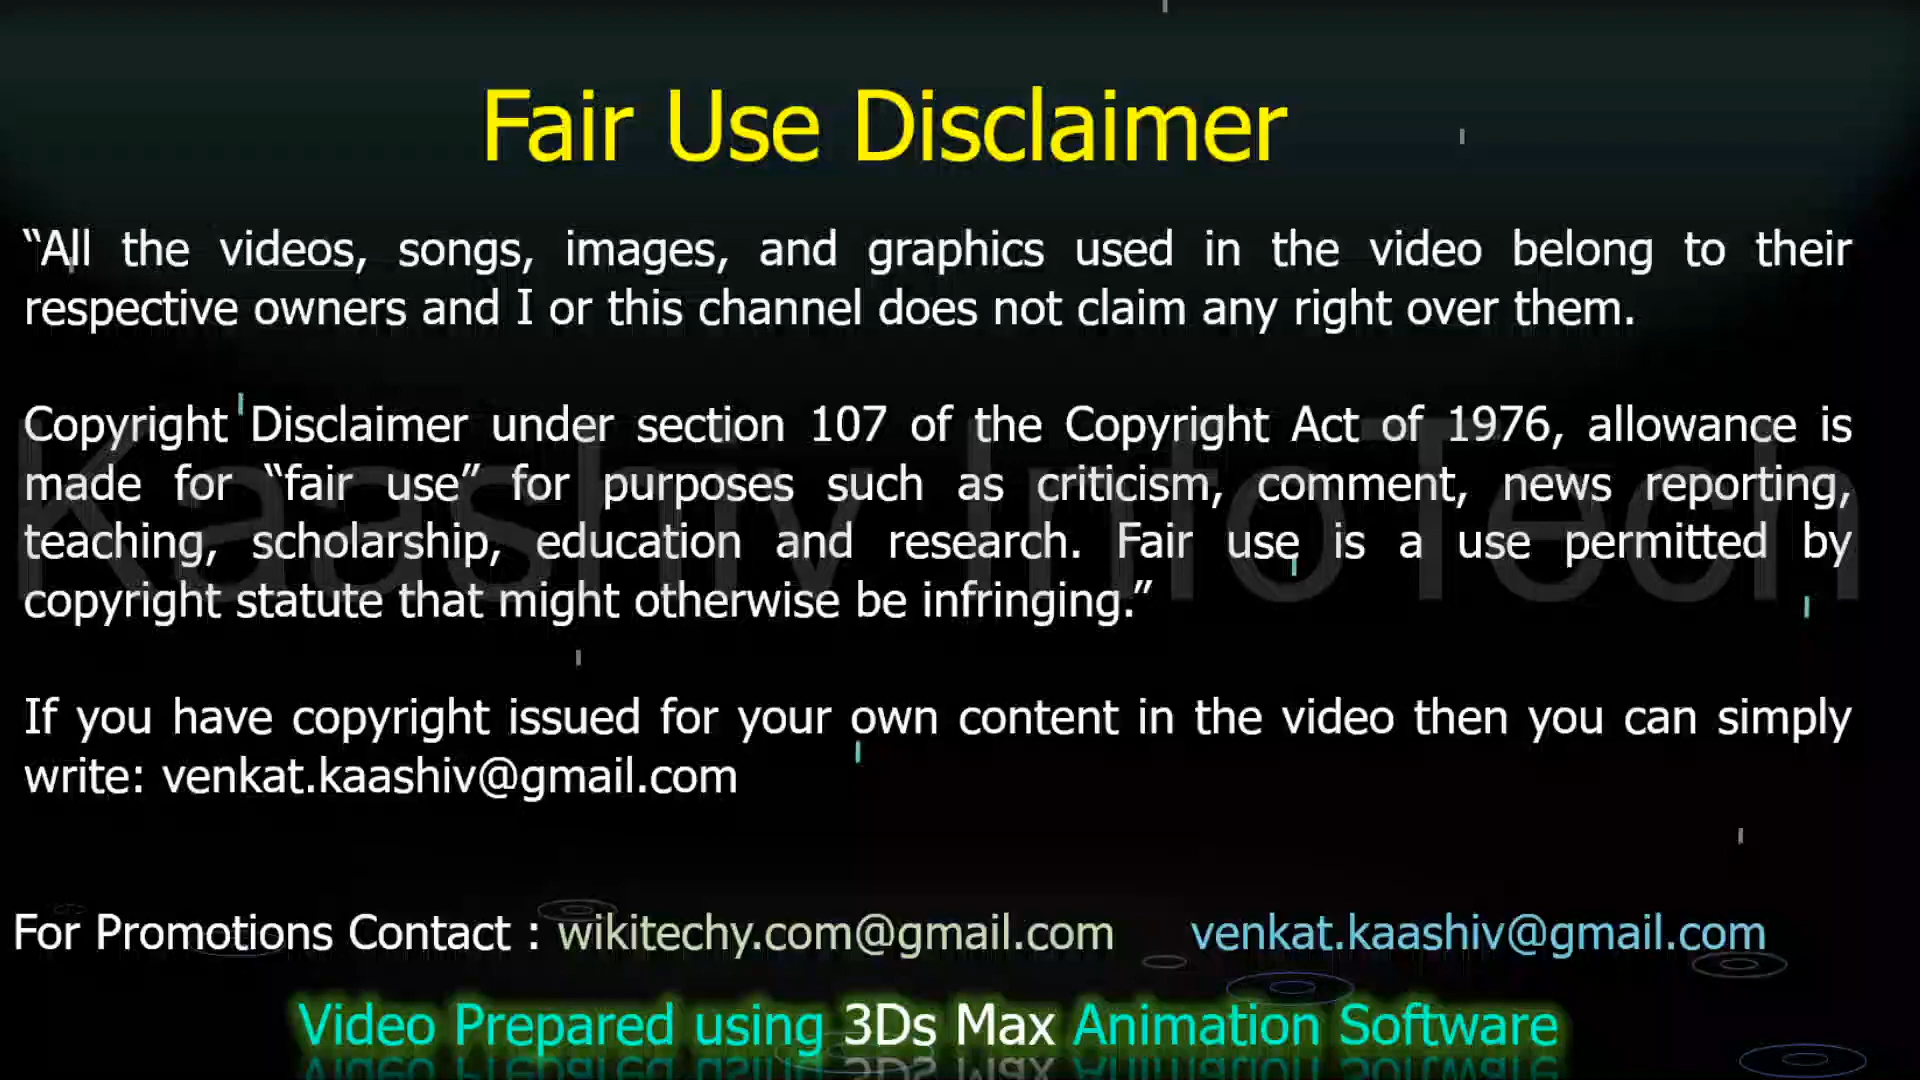 Fair Use Disclaimer
“All the videos, songs, images, and graphics used in the video belong to their
respective owners and I or this channel does not claim any right over them.
Copyright Disclaimer under section 107 of the Copyright Act of 1976, allowance is
made for “fair use” for purposes such as criticism, comment, news reporting,
teaching, scholarship, education and research. Fair use is a use permitted by
copyright statute that might otherwise be infringing.”
Kaashiv InfoTech
If you have copyright issued for your own content in the video then you can simply
write: venkat.kaashiv@gmail.com
For Promotions Contact : wikitechy.com@gmail.com venkat.kaashiv@gmail.com
Video Prepared using 3Ds Max Animation Software